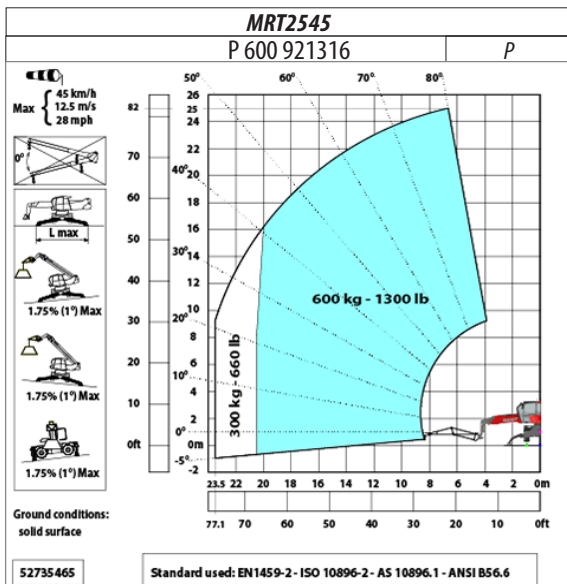 MRT2545
P 600 921316 P
Max { 45 km/h
12.5 m/s
28 mph
0°
L max
1.75% (1°) Max
1.75% (1°) Max
1.75% (1°) Max
Ground conditions:
solid surface
52735465
50° 60° 70° 80°
40°
30°
20°
10°
0°
-5°
82
70
60
50
40
30
20
10
0ft
26
25
24
22
20
18
16
14
12
10
8
6
4
2
0m
-2
600 kg - 1300 lb
300 kg - 660 lb
23.5 22 20 18 16 14 12 10 8 6 4 2 0m
77.1 70 60 50 40 30 20 10 0ft
Standard used: EN1459-2 - ISO 10896-2 - AS 10896.1 - ANSI B56.6